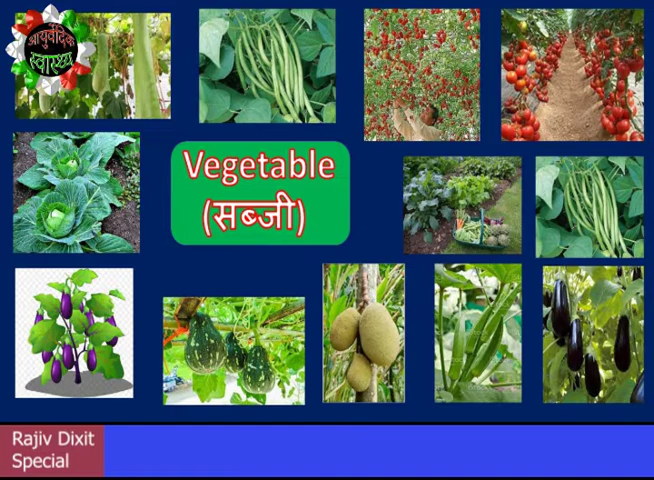 आयुर्वेदिक
स्वास्थ्य
Vegetable
(सब्जी)
Rajiv Dixit
Special